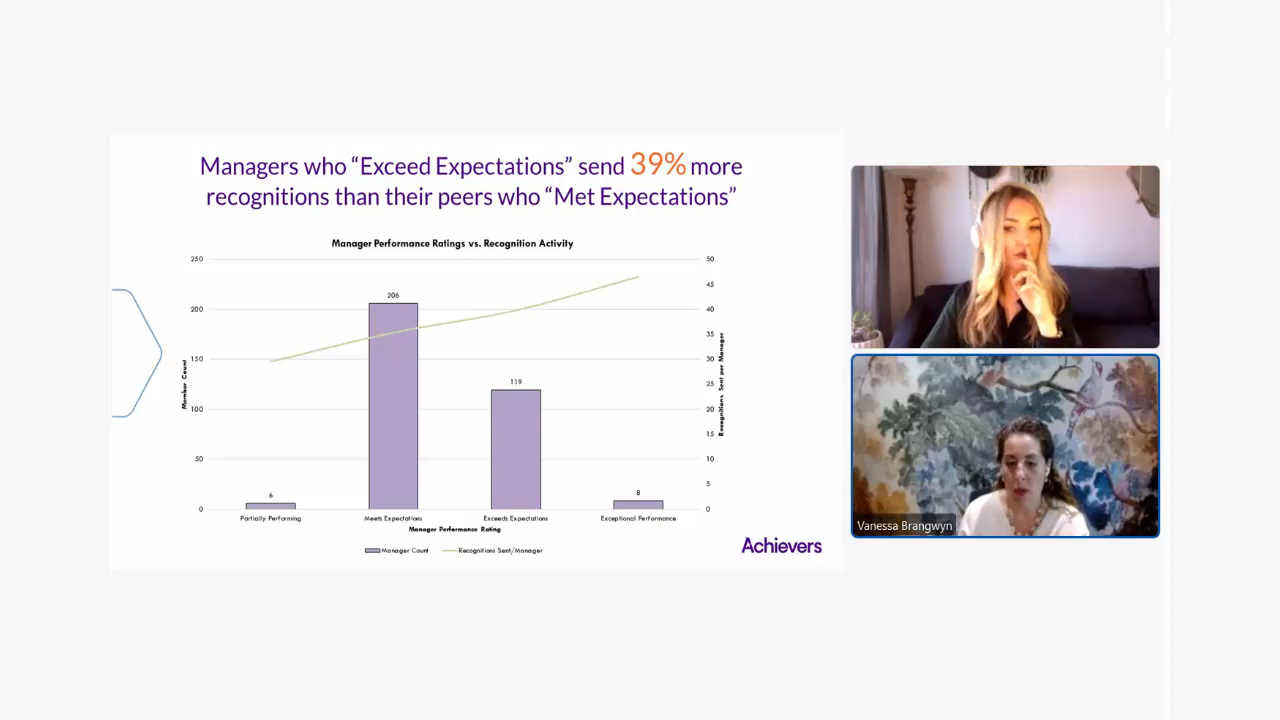 Managers who “Exceed Expectations” send 39% more
recognitions than their peers who “Met Expectations”
Manager Performance Ratings vs. Recognition Activity
250
200
150
100
50
0
Member Count
206
119
6
8
50
45
40
35
30
25
20
15
10
5
0
Recognitions Sent per Manager
Partially Performing
Meets Expectations
Exceeds Expectations
Exceptional Performance
Manager Performance Rating
Manager Count
Recognitions Sent/Manager
Achievers
Vanessa Brangwyn